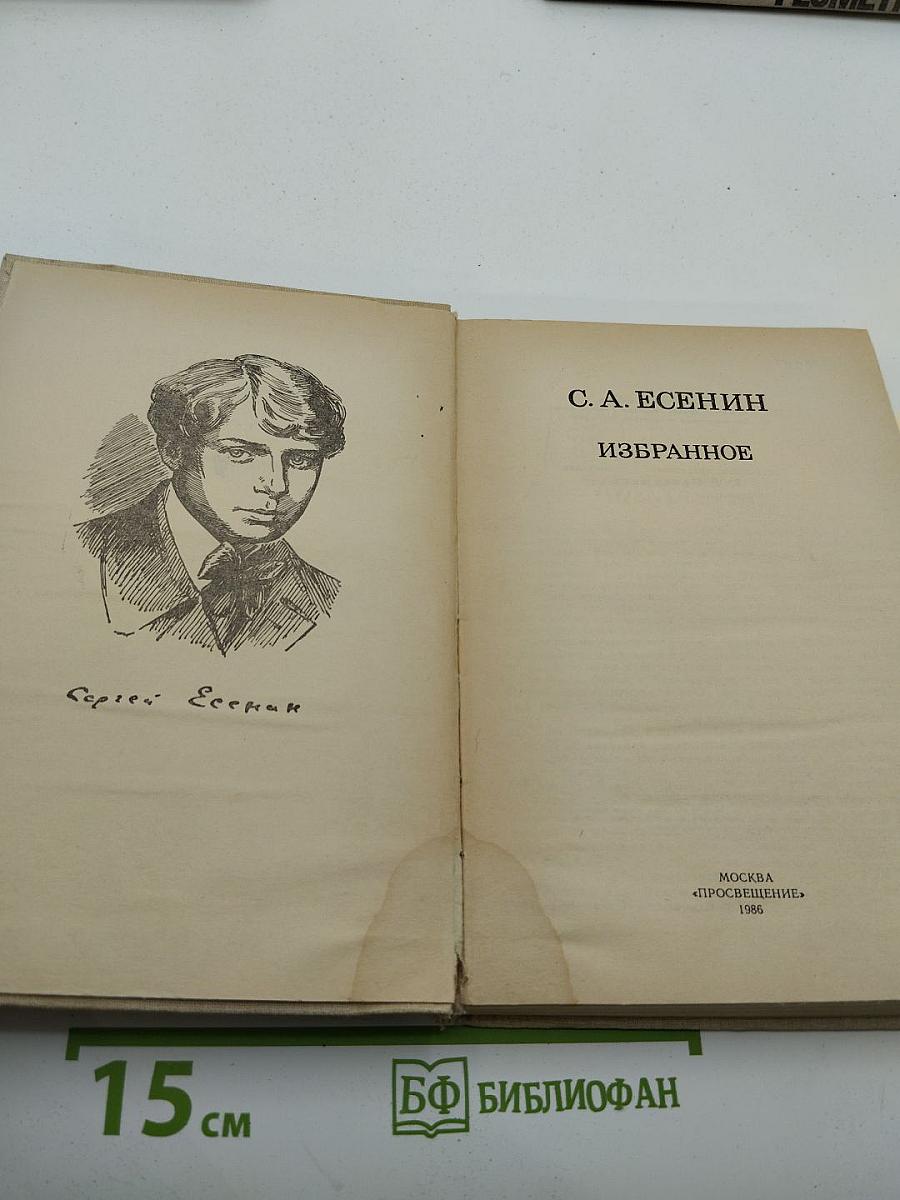 Сергей Есенин
С. А. ЕСЕНИН
ИЗБРАННОЕ
МОСКВА
«ПРОСВЕЩЕНИЕ»
1986
15 см
БФ БИБЛИОФАН